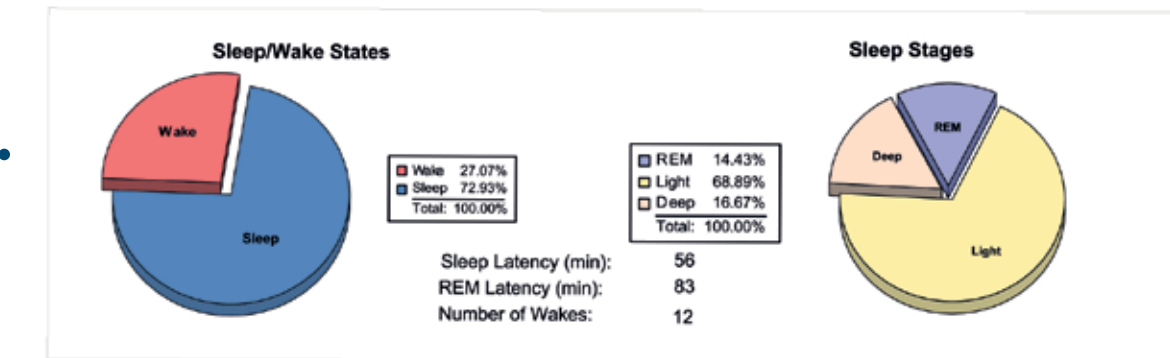 Sleep/Wake States
Wake
Sleep
Wake 27.07%
Sleep 72.93%
Total: 100.00%
Sleep Stages
REM
Deep
Light
REM 14.43%
Light 68.89%
Deep 16.67%
Total: 100.00%
Sleep Latency (min): 56
REM Latency (min): 83
Number of Wakes: 12